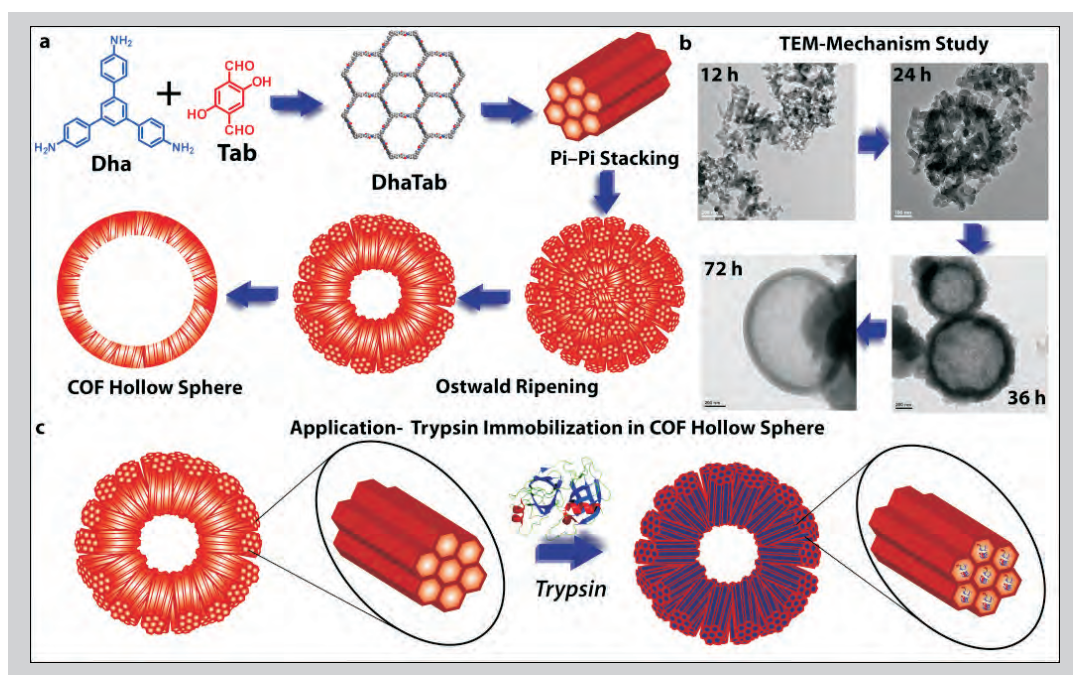 a
NH2
CHO
OH
HO
CHO
H2N
NH2
+
Dha
Tab
DhaTab
Pi–Pi Stacking
COF Hollow Sphere
Ostwald Ripening
b
TEM-Mechanism Study
12 h
24 h
72 h
36 h
c
Application- Trypsin Immobilization in COF Hollow Sphere
Trypsin